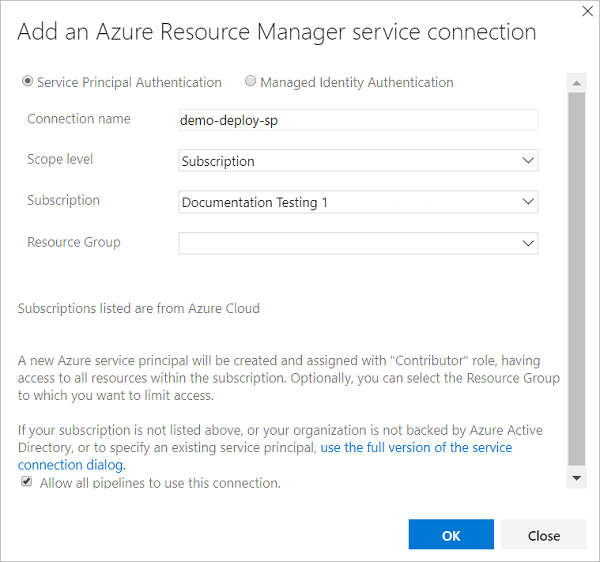 Add an Azure Resource Manager service connection
Service Principal Authentication Managed Identity Authentication
Connection name demo-deploy-sp
Scope level Subscription
Subscription Documentation Testing 1
Resource Group
Subscriptions listed are from Azure Cloud
A new Azure service principal will be created and assigned with "Contributor" role, having
access to all resources within the subscription. Optionally, you can select the Resource Group
to which you want to limit access.
If your subscription is not listed above, or your organization is not backed by Azure Active
Directory, or to specify an existing service principal, use the full version of the service
connection dialog.
Allow all pipelines to use this connection.
OK Close